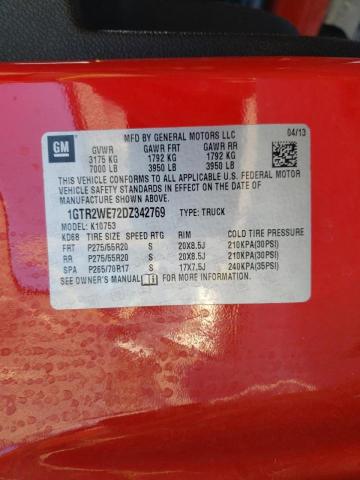 GM
MFD BY GENERAL MOTORS LLC 04/13
GVWR GAWR FRT GAWR RR
3175 KG 1792 KG 1792 KG
7000 LB 3950 LB 3950 LB
THIS VEHICLE CONFORMS TO ALL APPLICABLE U.S. FEDERAL MOTOR
VEHICLE SAFETY STANDARDS IN EFFECT ON THE DATE OF
MANUFACTURE SHOWN ABOVE.
1GTR2WE72DZ342769 TYPE: TRUCK
MODEL: K10753
KD68 TIRE SIZE SPEED RTG RIM COLD TIRE PRESSURE
FRT P275/55R20 S 20X8.5J 210KPA(30PSI)
RR P275/55R20 S 20X8.5J 210KPA(30PSI)
SPA P265/70R17 S 17X7.5J 240KPA(35PSI)
SEE OWNER'S MANUAL FOR MORE INFORMATION.